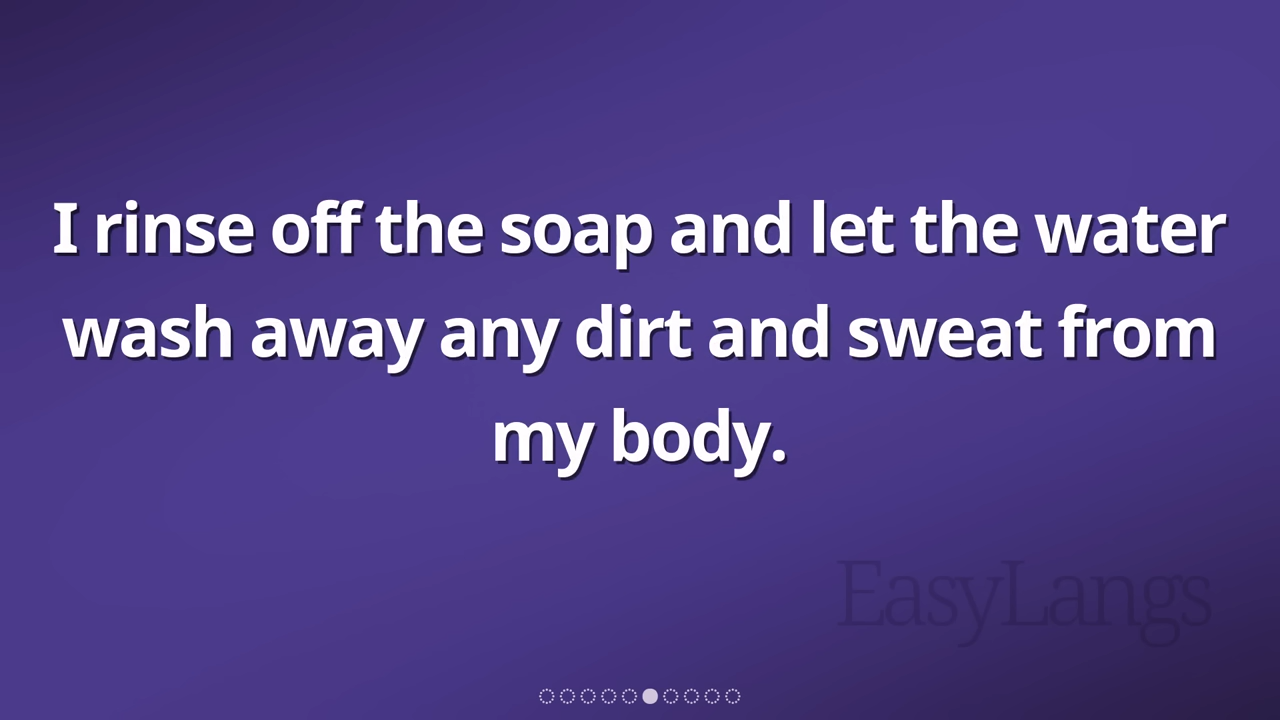 I rinse off the soap and let the water
wash away any dirt and sweat from
my body.
EasyLangs